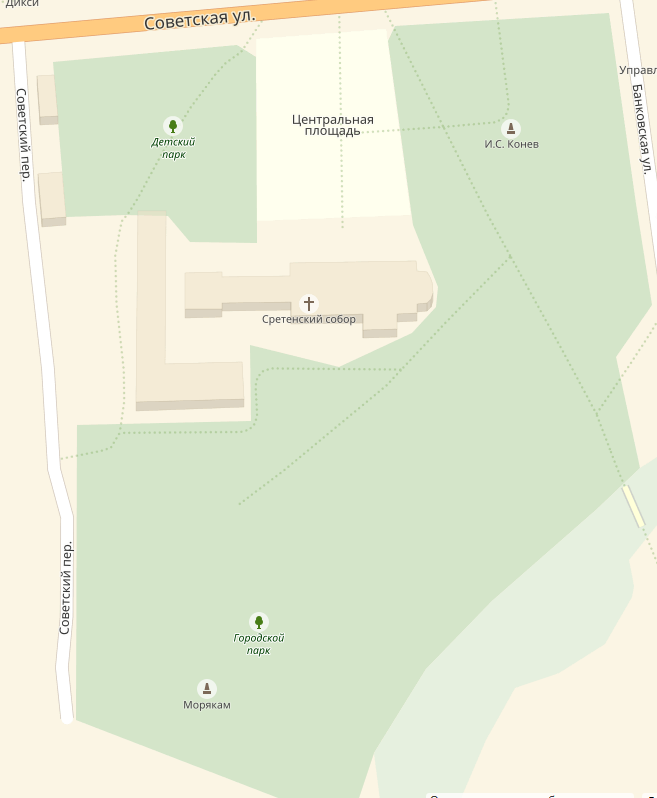 Дикси
Советская ул.
Управл
Советский пер.
Банковская ул.
Центральная
площадь
Детский
парк
И.С. Конев
Сретенский собор
Советский пер.
Городской
парк
Морякам